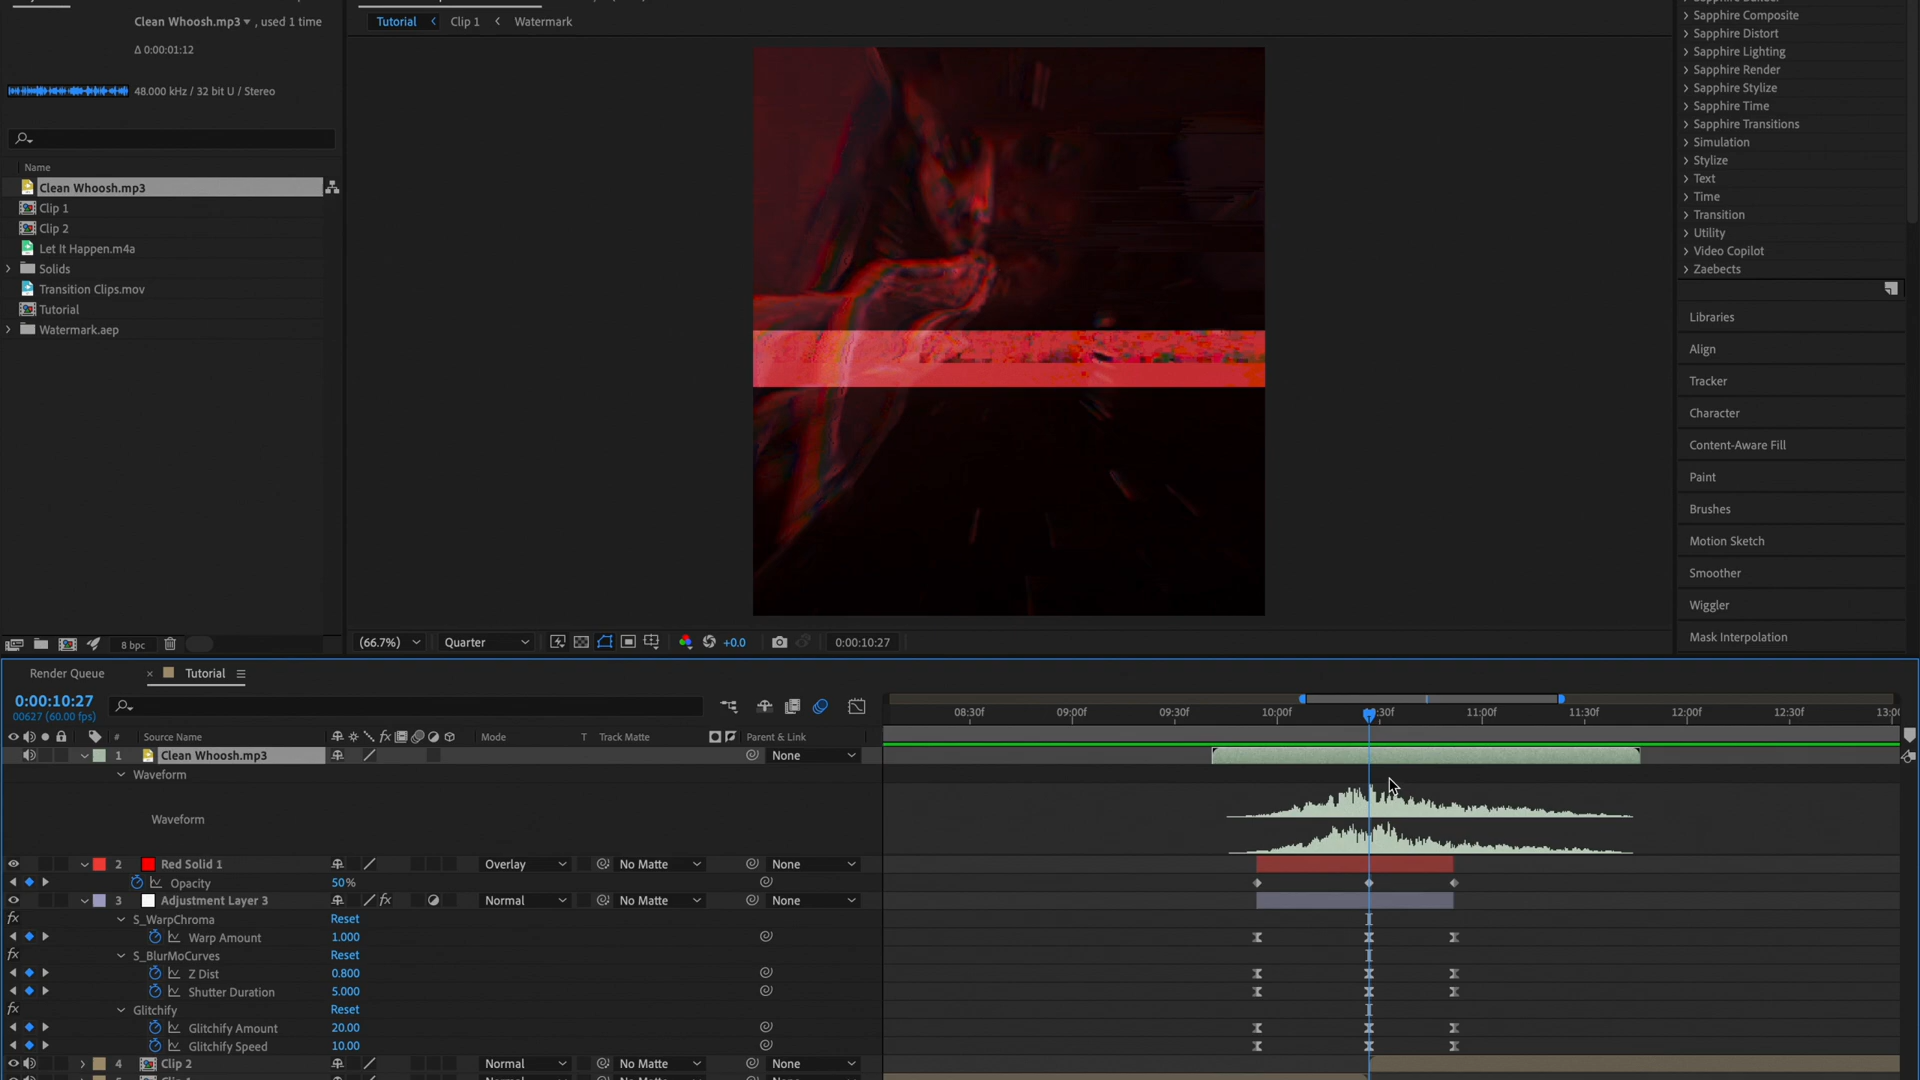 Clean Whoosh.mp3 ▾ , used 1 time
Δ 0:00:01:12
48.000 kHz / 32 bit U / Stereo
Name
Clean Whoosh.mp3
Clip 1
Clip 2
Let It Happen.m4a
Solids
Transition Clips.mov
Tutorial
Watermark.aep
8 bpc
Tutorial
Clip 1
Watermark
(66.7%)
Quarter
+0.0
0:00:10:27
Sapphire Composite
Sapphire Distort
Sapphire Lighting
Sapphire Render
Sapphire Stylize
Sapphire Time
Sapphire Transitions
Simulation
Stylize
Text
Time
Transition
Utility
Video Copilot
Zaebects
Libraries
Align
Tracker
Character
Content-Aware Fill
Paint
Brushes
Motion Sketch
Smoother
Wiggler
Mask Interpolation
Render Queue
Tutorial
0:00:10:27
00627 (60.00 fps)
08:30f 09:00f 09:30f 10:00f 11:00f 11:30f 12:00f 12:30f
# Source Name Mode T Track Matte Parent & Link
1 Clean Whoosh.mp3 None
Waveform
Waveform
2 Red Solid 1 Overlay No Matte None
Opacity 50%
3 Adjustment Layer 3 Normal No Matte None
fx S_WarpChroma Reset
Warp Amount 1.000
fx S_BlurMoCurves Reset
Z Dist 0.800
Shutter Duration 5.000
fx Glitchify Reset
Glitchify Amount 20.00
Glitchify Speed 10.00
4 Clip 2 Normal No Matte None